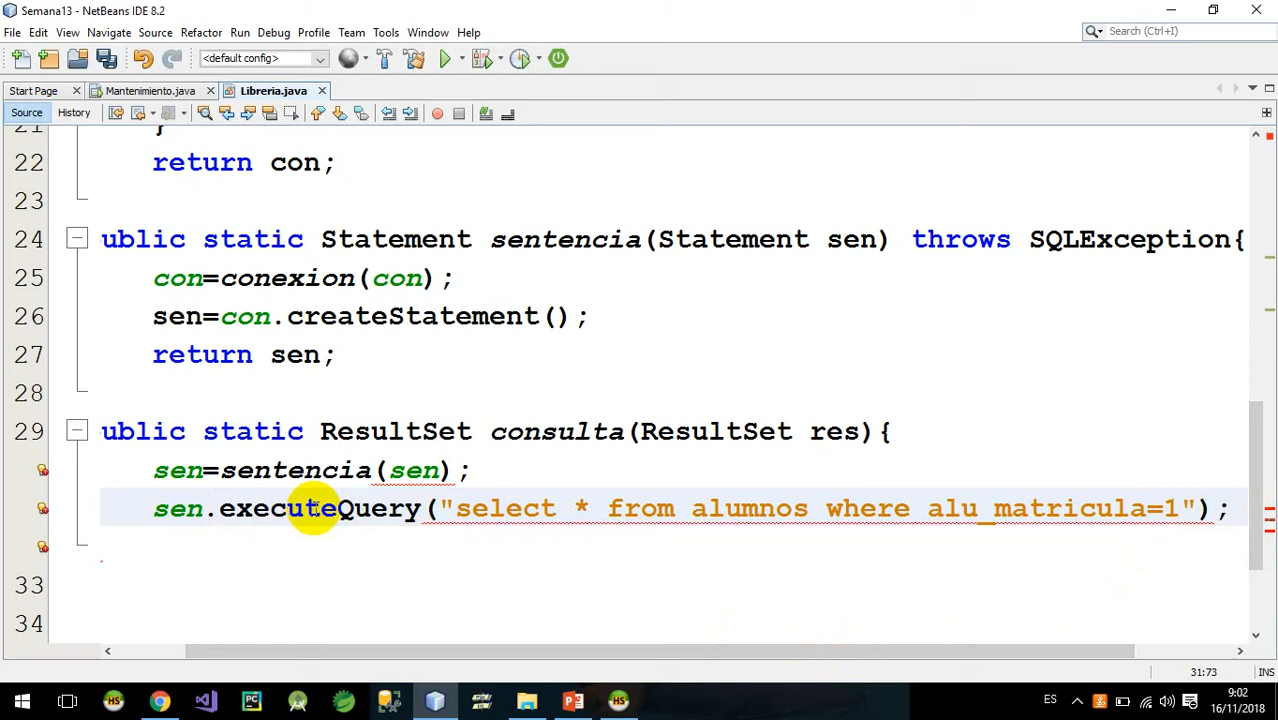 Semana13 - NetBeans IDE 8.2
File Edit View Navigate Source Refactor Run Debug Profile Team Tools Window Help
Search (Ctrl+I)
<default config>
Start Page Mantenimiento.java Libreria.java
Source History
21 }
22 return con;
23
24 ublic static Statement sentencia(Statement sen) throws SQLException{
25 con=conexion(con);
26 sen=con.createStatement();
27 return sen;
28
29 ublic static ResultSet consulta(ResultSet res){
sen=sentencia(sen);
sen.executeQuery("select * from alumnos where alu_matricula=1");
33
34
31:73 INS
ES 9:02
16/11/2018